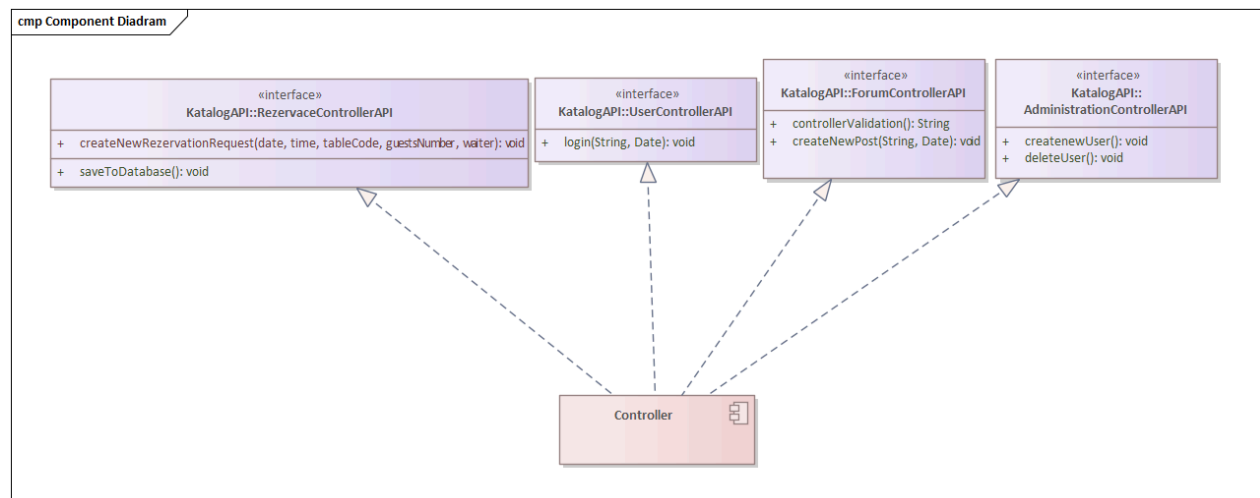 cmp Component Diadram
«interface»
KatalogAPI::RezervaceControllerAPI
+ createNewRezervationRequest(date, time, tableCode, guestsNumber, waiter): void
+ saveToDatabase(): void
«interface»
KatalogAPI::UserControllerAPI
+ login(String, Date): void
«interface»
KatalogAPI::ForumControllerAPI
+ controllerValidation(): String
+ createNewPost(String, Date): void
«interface»
KatalogAPI::
AdministrationControllerAPI
+ createnewUser(): void
+ deleteUser(): void
Controller